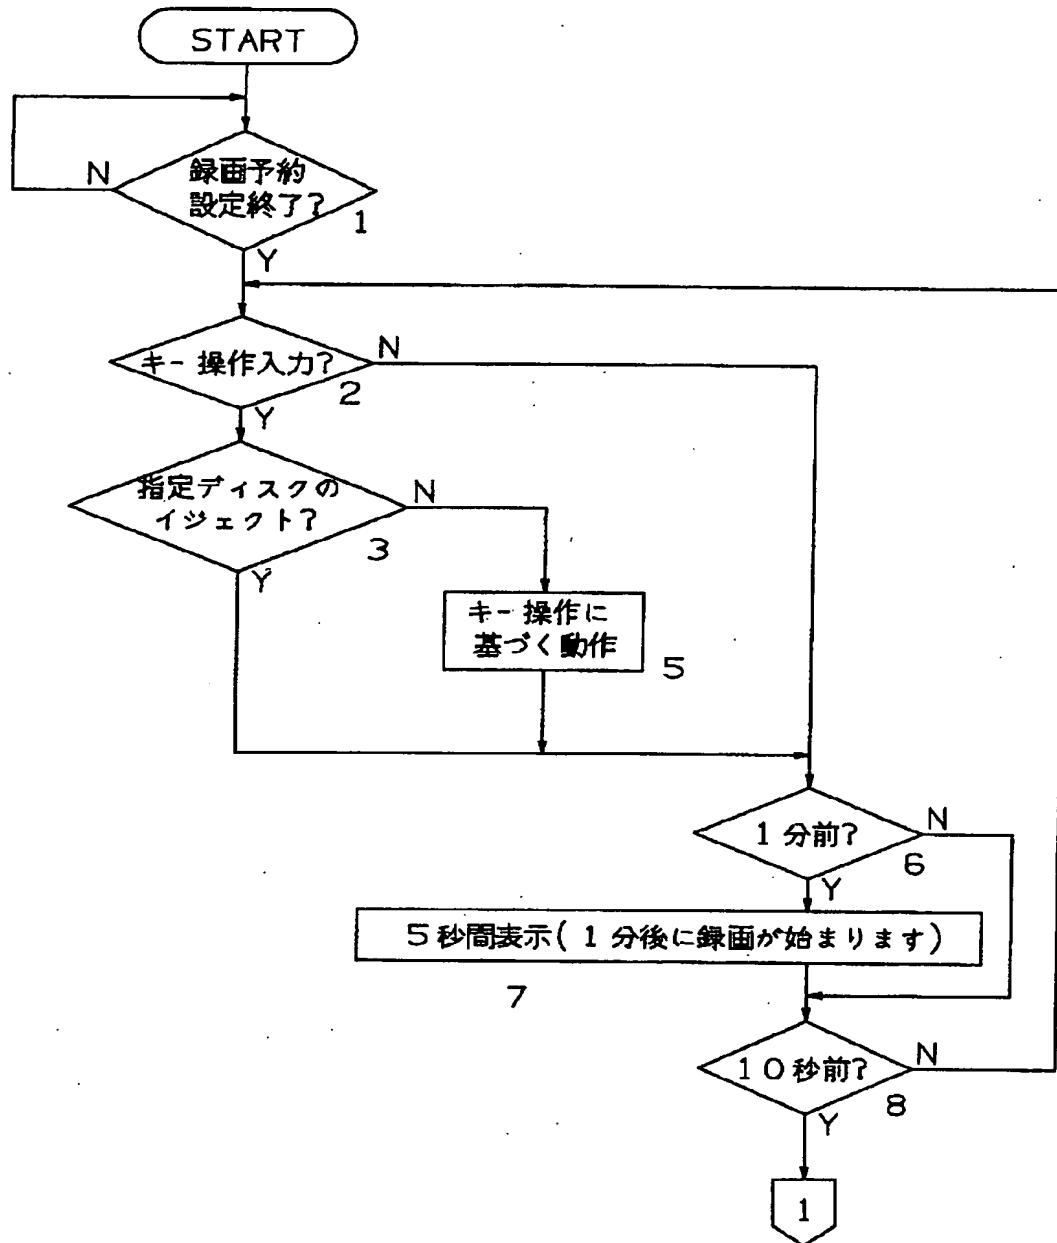 START
録画予約
設定終了?
N
1
Y
キー操作入力?
N
2
Y
指定ディスクの
イジェクト?
N
3
Y
キー操作に
基づく動作
5
1分前?
N
6
Y
5秒間表示(1分後に録画が始まります)
7
10秒前?
N
8
Y
1